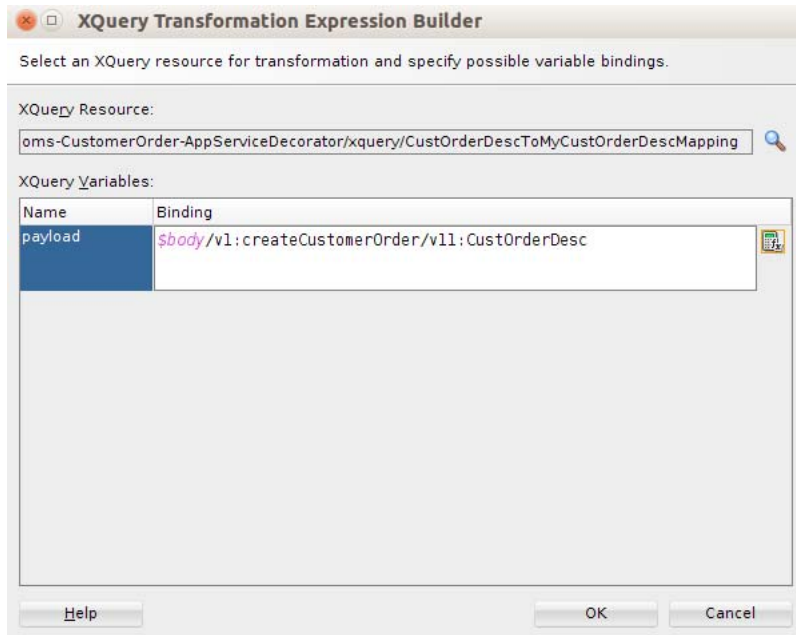 XQuery Transformation Expression Builder
Select an XQuery resource for transformation and specify possible variable bindings.
XQuery Resource:
oms-CustomerOrder-AppServiceDecorator/xquery/CustOrderDescToMyCustOrderDescMapping
XQuery Variables:
Name Binding
payload $body/v1:createCustomerOrder/v11:CustOrderDesc
Help OK Cancel